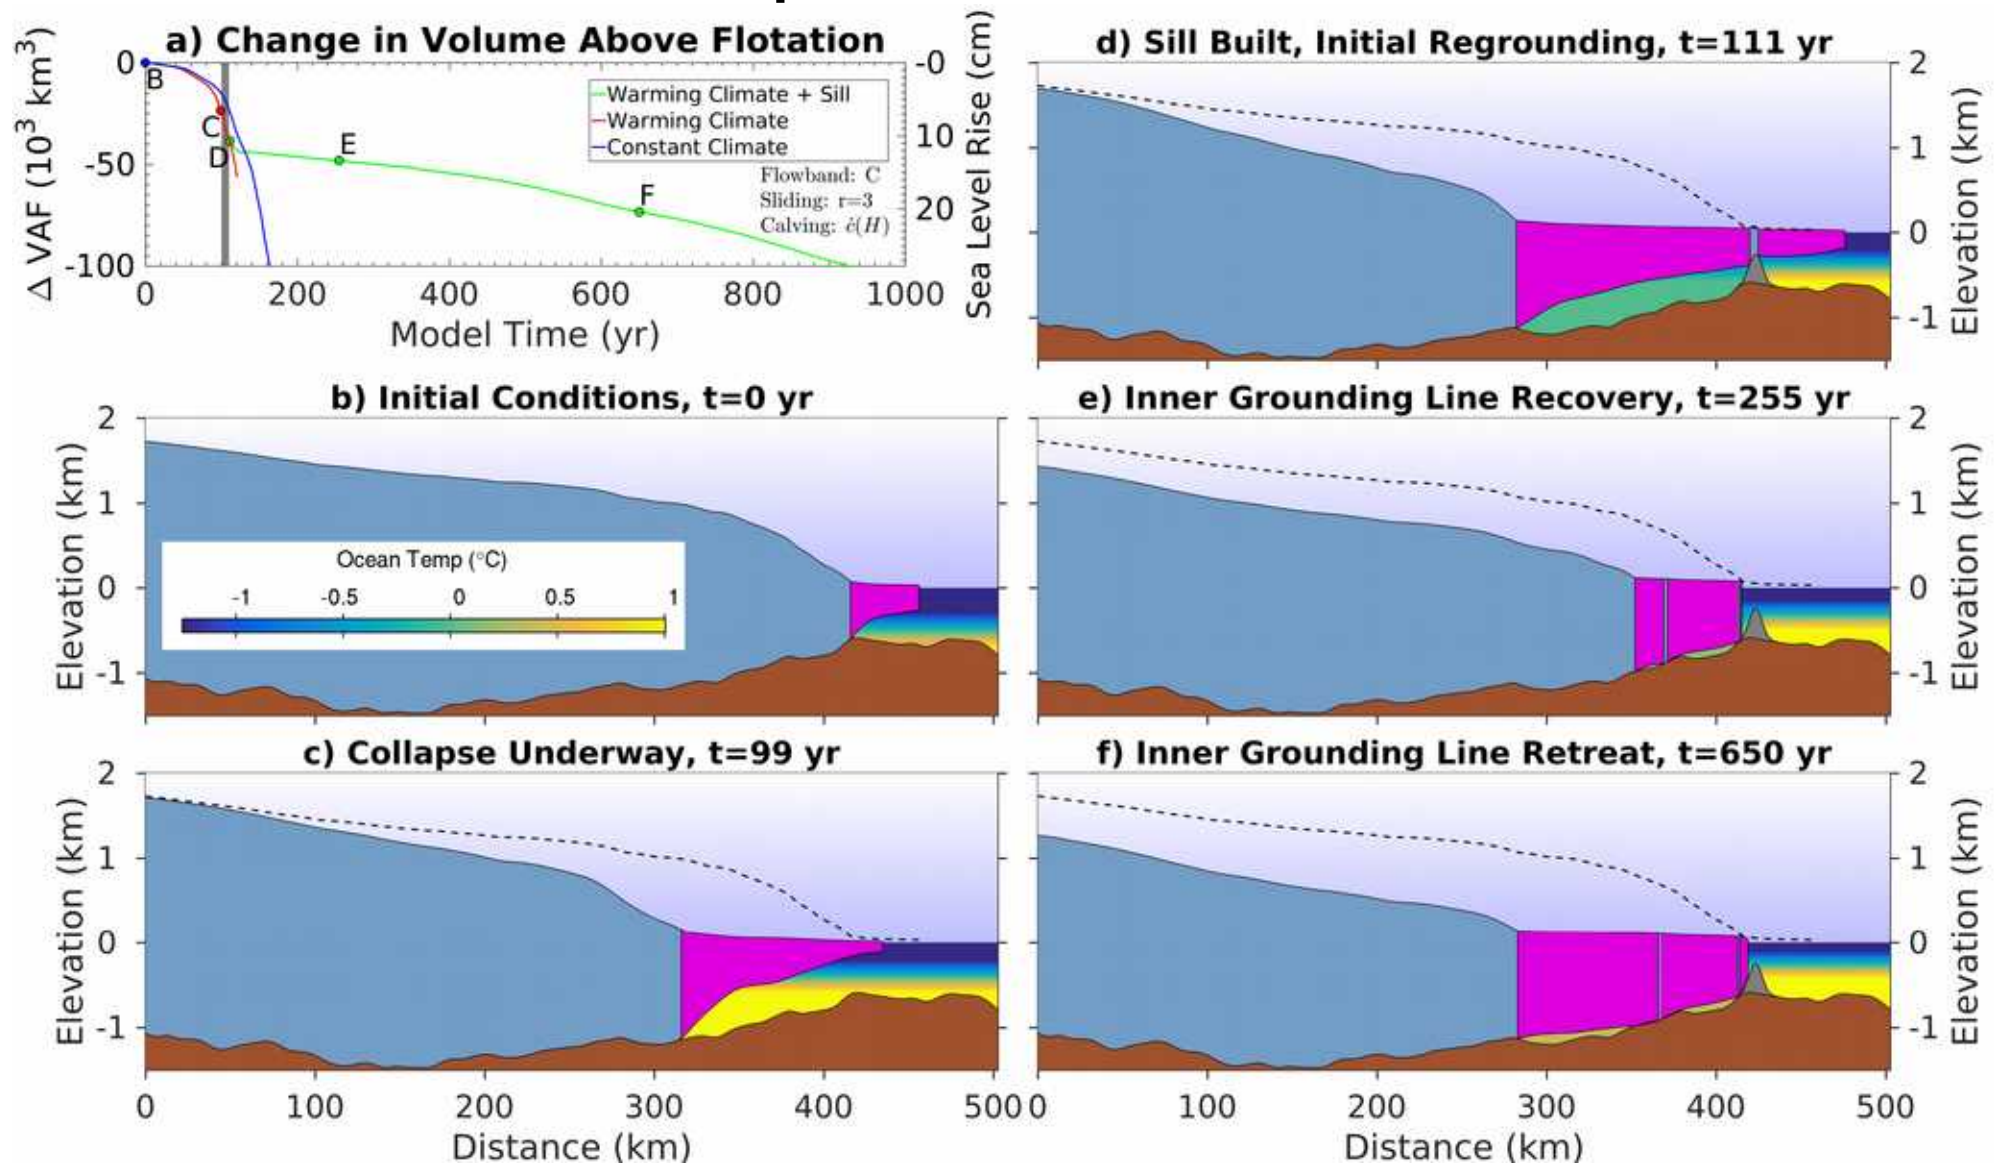 a) Change in Volume Above Flotation
0
-50
-100
Δ VAF (10³ km³)
-0
10
20
Sea Level Rise (cm)
B
C
D
E
F
Warming Climate + Sill
Warming Climate
Constant Climate
Flowband: C
Sliding: r=3
Calving: ċ(H)
0 200 400 600 800 1000
Model Time (yr)
d) Sill Built, Initial Regrounding, t=111 yr
2
1
0
-1
Elevation (km)
b) Initial Conditions, t=0 yr
2
1
0
-1
Elevation (km)
Ocean Temp (°C)
-1 -0.5 0 0.5 1
e) Inner Grounding Line Recovery, t=255 yr
2
1
0
-1
Elevation (km)
c) Collapse Underway, t=99 yr
2
1
0
-1
Elevation (km)
0 100 200 300 400 500
Distance (km)
f) Inner Grounding Line Retreat, t=650 yr
2
1
0
-1
Elevation (km)
0 100 200 300 400 500
Distance (km)